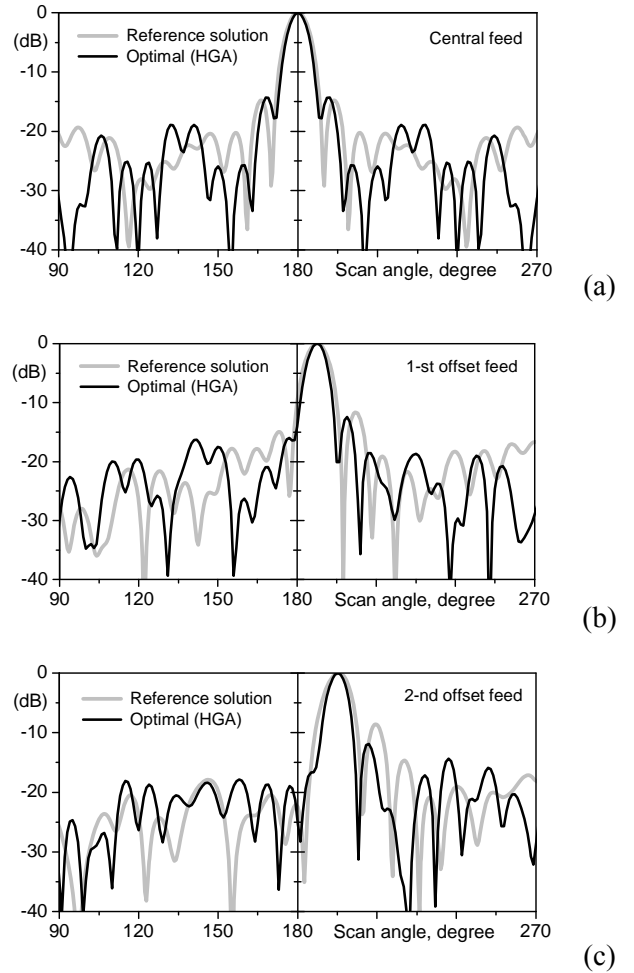 0
(dB)
-10
-20
-30
-40
Reference solution
Optimal (HGA)
Central feed
90
120
150
180
Scan angle, degree
270
(a)
0
(dB)
-10
-20
-30
-40
Reference solution
Optimal (HGA)
1-st offset feed
90
120
150
180
Scan angle, degree
270
(b)
0
(dB)
-10
-20
-30
-40
Reference solution
Optimal (HGA)
2-nd offset feed
90
120
150
180
Scan angle, degree
270
(c)